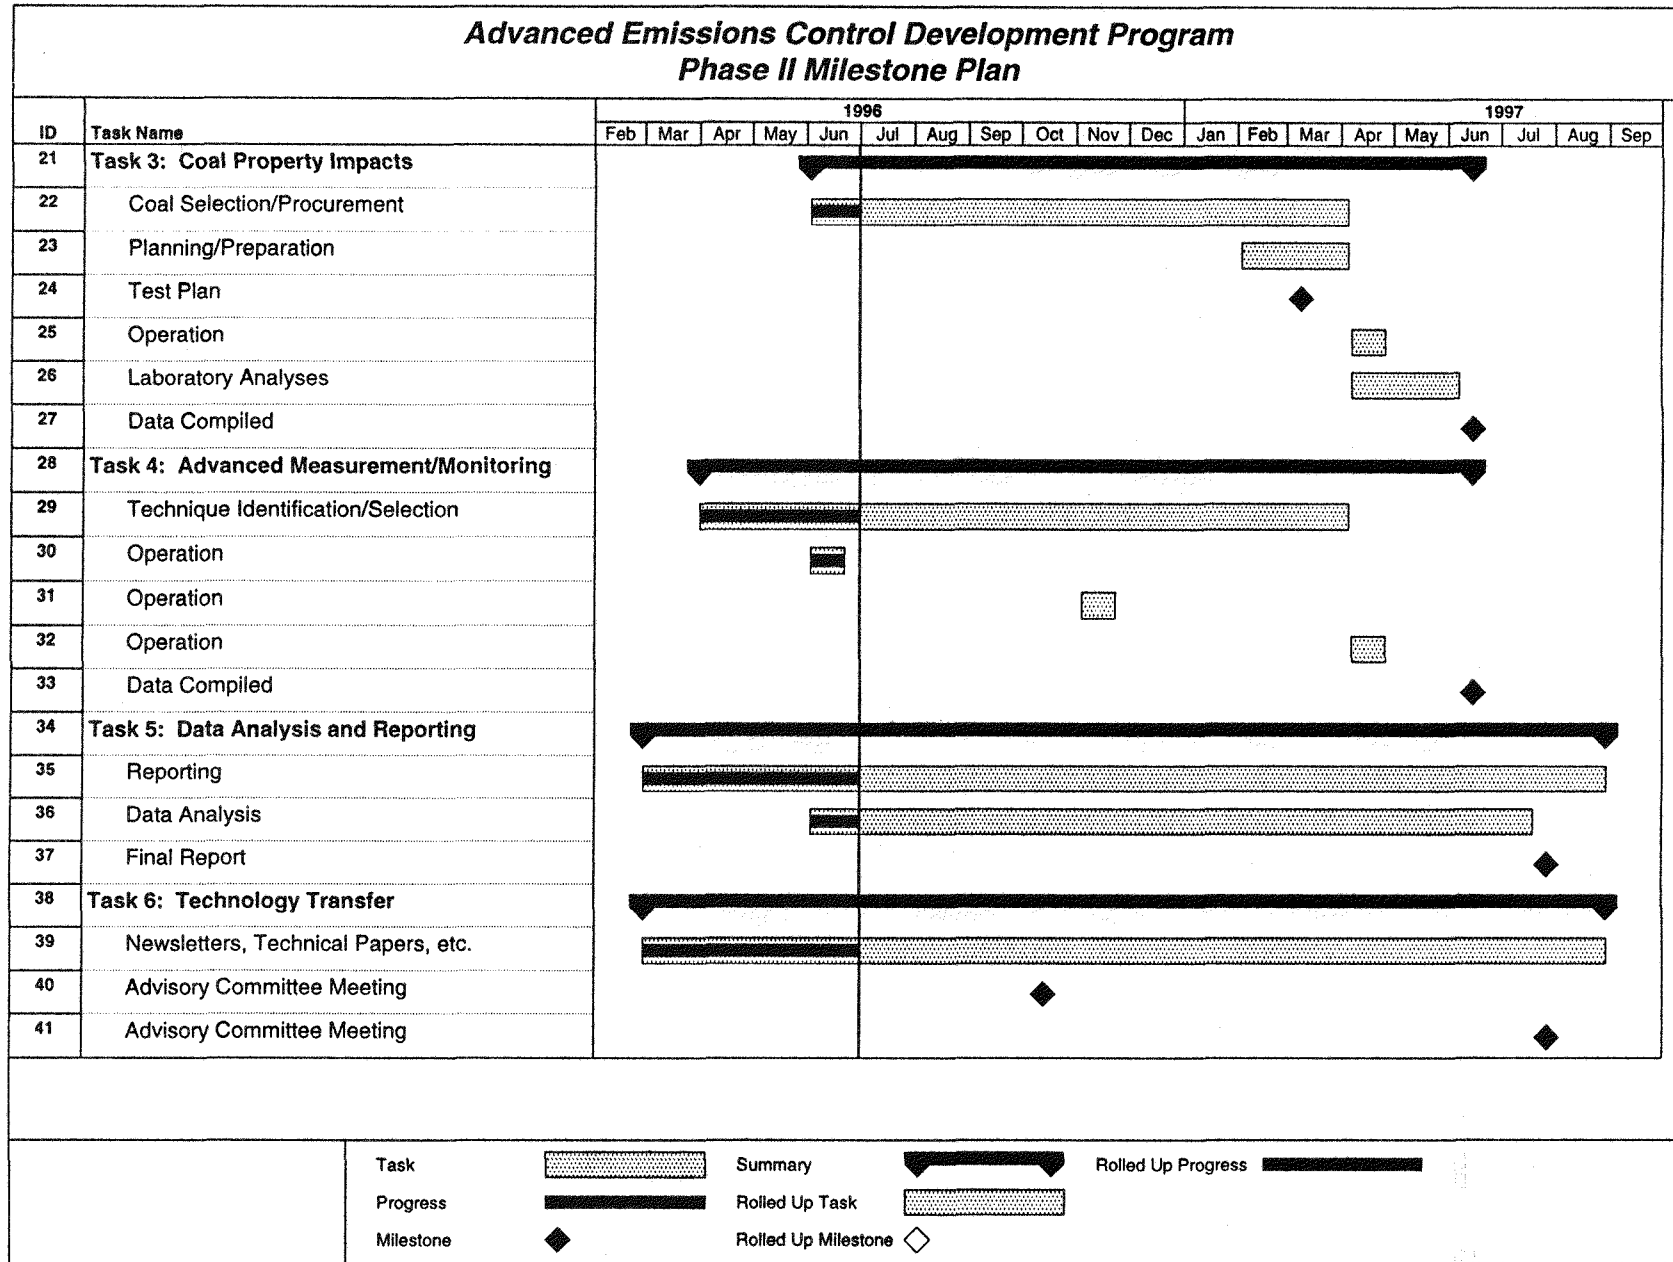 Advanced Emissions Control Development Program
Phase II Milestone Plan
1996 1997
ID Task Name Feb Mar Apr May Jun Jul Aug Sep Oct Nov Dec Jan Feb Mar Apr May Jun Jul Aug Sep
21 Task 3: Coal Property Impacts
22 Coal Selection/Procurement
23 Planning/Preparation
24 Test Plan
25 Operation
26 Laboratory Analyses
27 Data Compiled
28 Task 4: Advanced Measurement/Monitoring
29 Technique Identification/Selection
30 Operation
31 Operation
32 Operation
33 Data Compiled
34 Task 5: Data Analysis and Reporting
35 Reporting
36 Data Analysis
37 Final Report
38 Task 6: Technology Transfer
39 Newsletters, Technical Papers, etc.
40 Advisory Committee Meeting
41 Advisory Committee Meeting
Task Summary Rolled Up Progress
Progress Rolled Up Task
Milestone Rolled Up Milestone